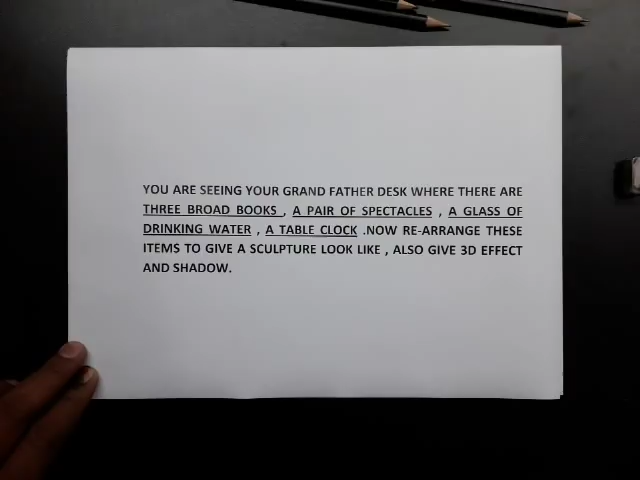 YOU ARE SEEING YOUR GRAND FATHER DESK WHERE THERE ARE
THREE BROAD BOOKS , A PAIR OF SPECTACLES , A GLASS OF
DRINKING WATER , A TABLE CLOCK .NOW RE-ARRANGE THESE
ITEMS TO GIVE A SCULPTURE LOOK LIKE , ALSO GIVE 3D EFFECT
AND SHADOW.